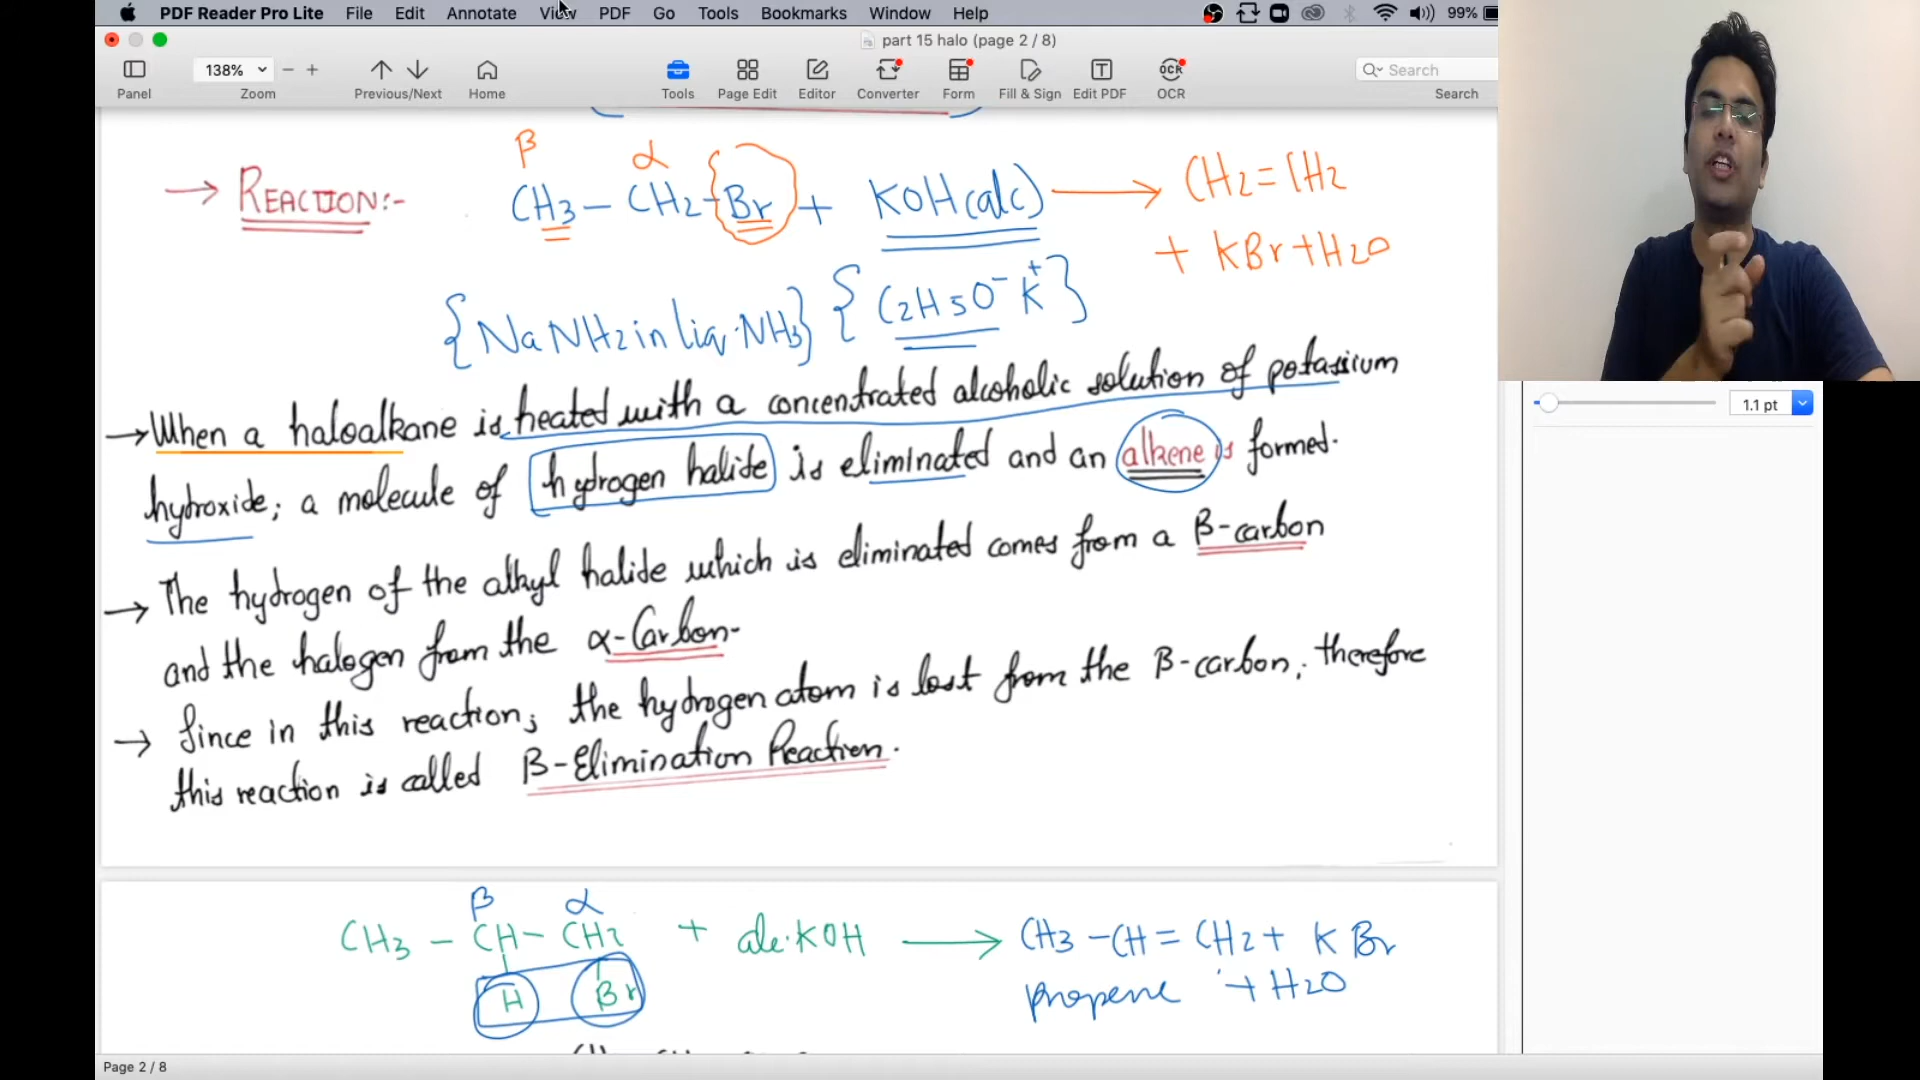 PDF Reader Pro Lite File Edit Annotate View PDF Go Tools Bookmarks Window Help 99%
part 15 halo (page 2 / 8)
138%
Panel Zoom Previous/Next Home Tools Page Edit Editor Converter Form Fill & Sign Edit PDF OCR Search
OCR
Search
β α
→ REACTION:- CH3 – CH2 – Br + KOH(alc) → CH2=CH2
+ KBr+H2O
{NaNH2 in liq·NH3} {C2H5O⁻ K⁺}
→ When a haloalkane is heated with a concentrated alcoholic solution of potassium
hydroxide; a molecule of hydrogen halide is eliminated and an alkene is formed.
→ The hydrogen of the alkyl halide which is eliminated comes from a β-carbon
and the halogen from the α-Carbon-
→ Since in this reaction; the hydrogen atom is lost from the β-carbon; therefore
this reaction is called β-Elimination Reaction.
β α
CH3 – CH – CH2 + alc·KOH → CH3 –CH = CH2 + KBr
H Br propene + H2O
1.1 pt
Page 2 / 8